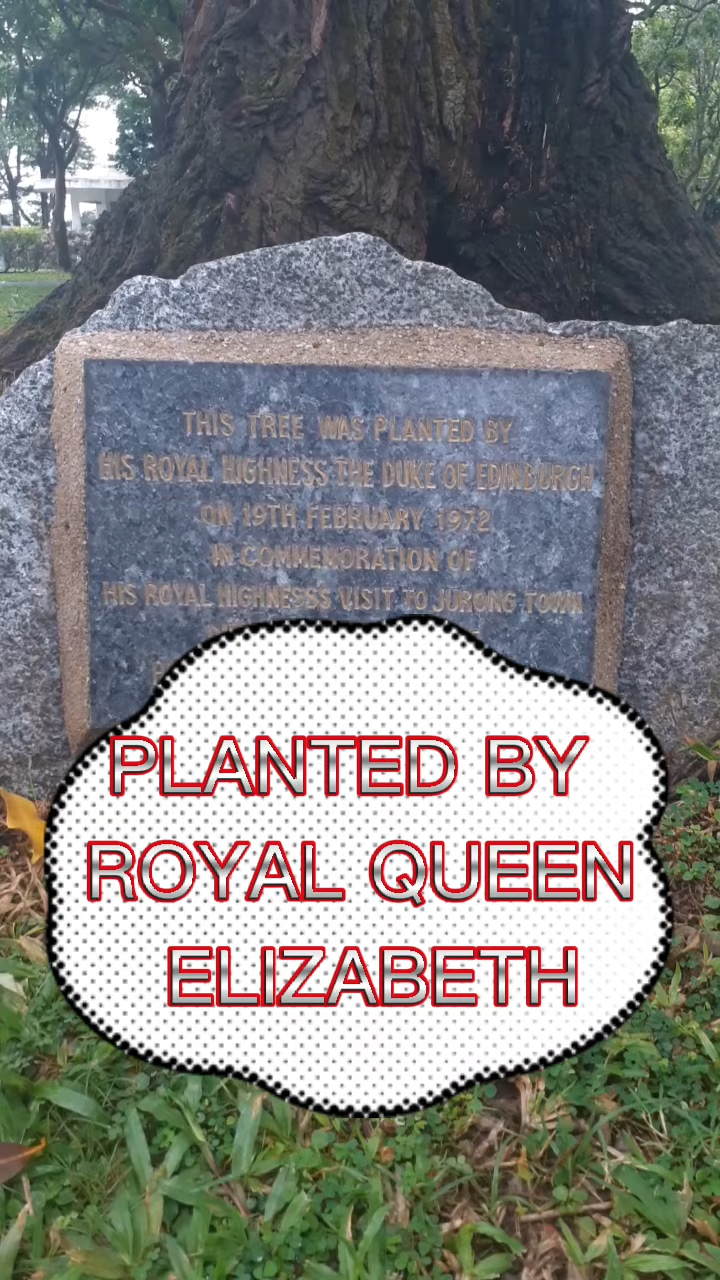 THIS TREE WAS PLANTED BY
HIS ROYAL HIGHNESS THE DUKE OF EDINBURGH
ON 19TH FEBRUARY 1972
IN COMMEMORATION OF
HIS ROYAL HIGHNESS'S VISIT TO JURONG TOWN
PLANTED BY
ROYAL QUEEN
ELIZABETH